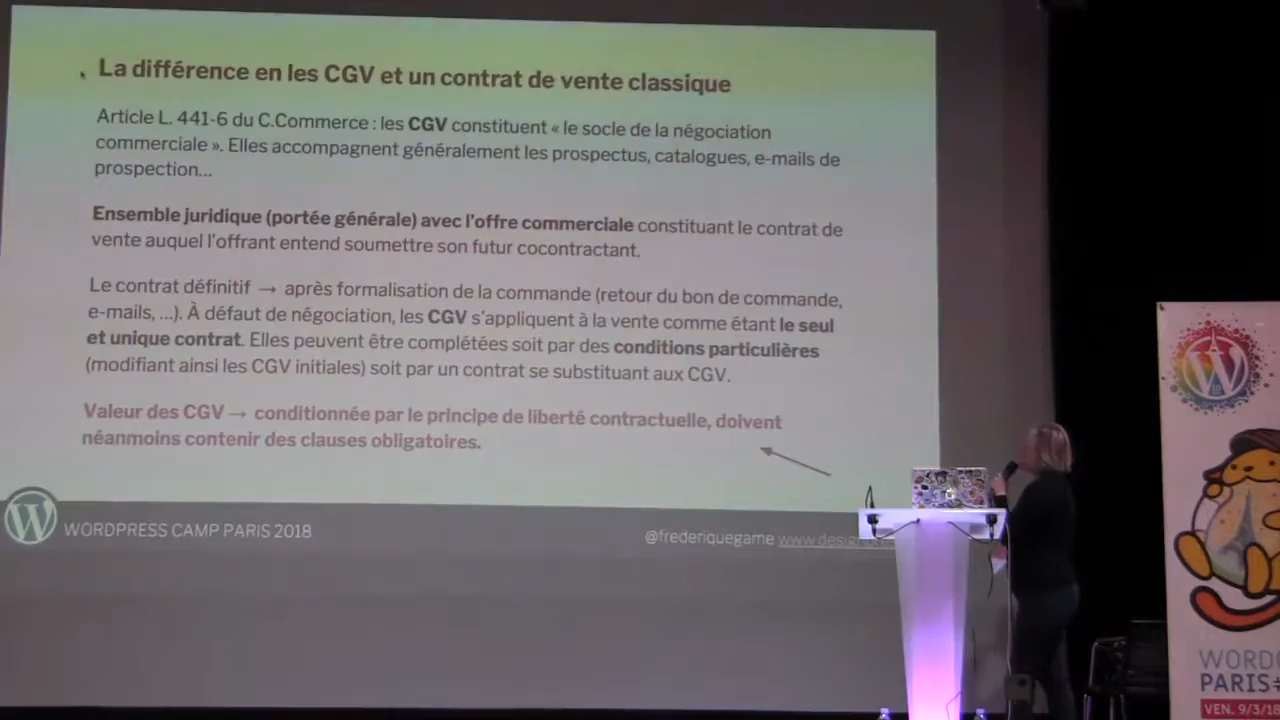 La différence en les CGV et un contrat de vente classique
Article L. 441-6 du C.Commerce : les CGV constituent « le socle de la négociation
commerciale ». Elles accompagnent généralement les prospectus, catalogues, e-mails de
prospection...
Ensemble juridique (portée générale) avec l'offre commerciale constituant le contrat de
vente auquel l'offrant entend soumettre son futur cocontractant.
Le contrat définitif → après formalisation de la commande (retour du bon de commande,
e-mails, ...). À défaut de négociation, les CGV s'appliquent à la vente comme étant le seul
et unique contrat. Elles peuvent être complétées soit par des conditions particulières
(modifiant ainsi les CGV initiales) soit par un contrat se substituant aux CGV.
Valeur des CGV → conditionnée par le principe de liberté contractuelle, doivent
néanmoins contenir des clauses obligatoires.
WORDPRESS CAMP PARIS 2018
@frederiquegame www.design
WORD
PARIS
VEN. 9/3/18